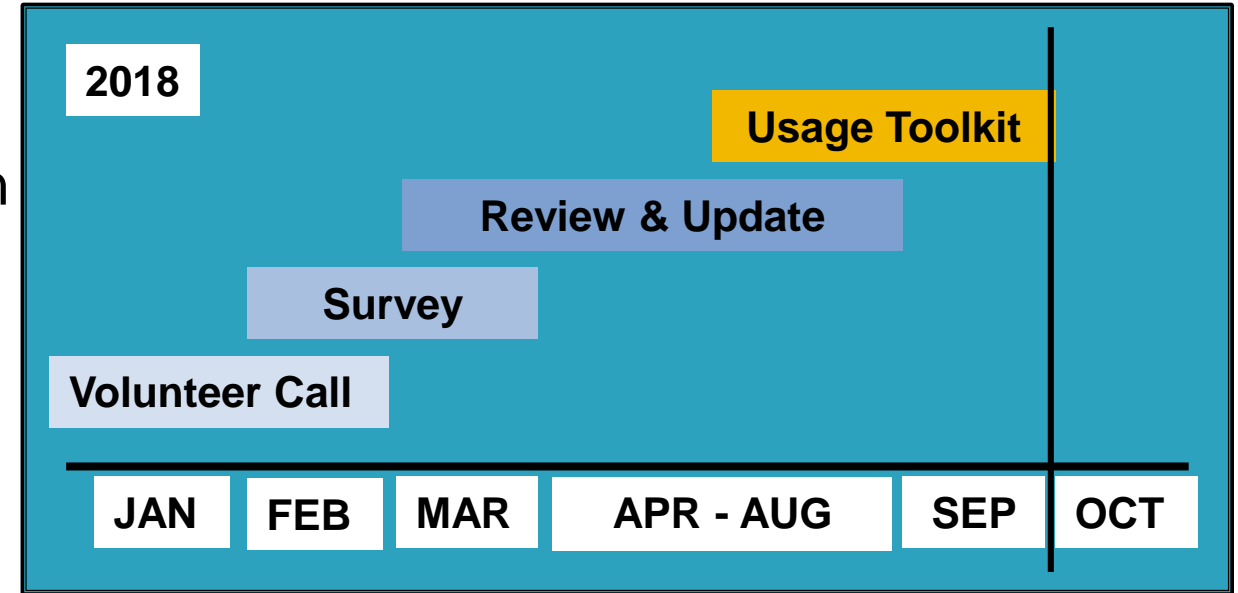 2018
Usage Toolkit
n
Review & Update
Survey
Volunteer Call
JAN FEB MAR APR - AUG SEP OCT